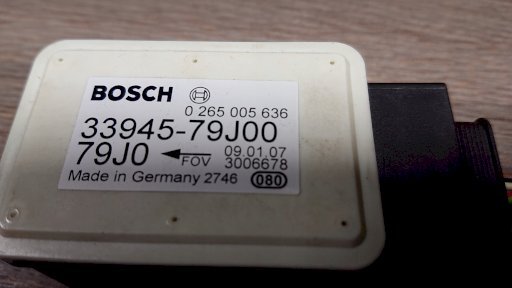 BOSCH
0 265 005 636
33945-79J00
79J0 FOV 09.01.07
3006678
Made in Germany 2746 080